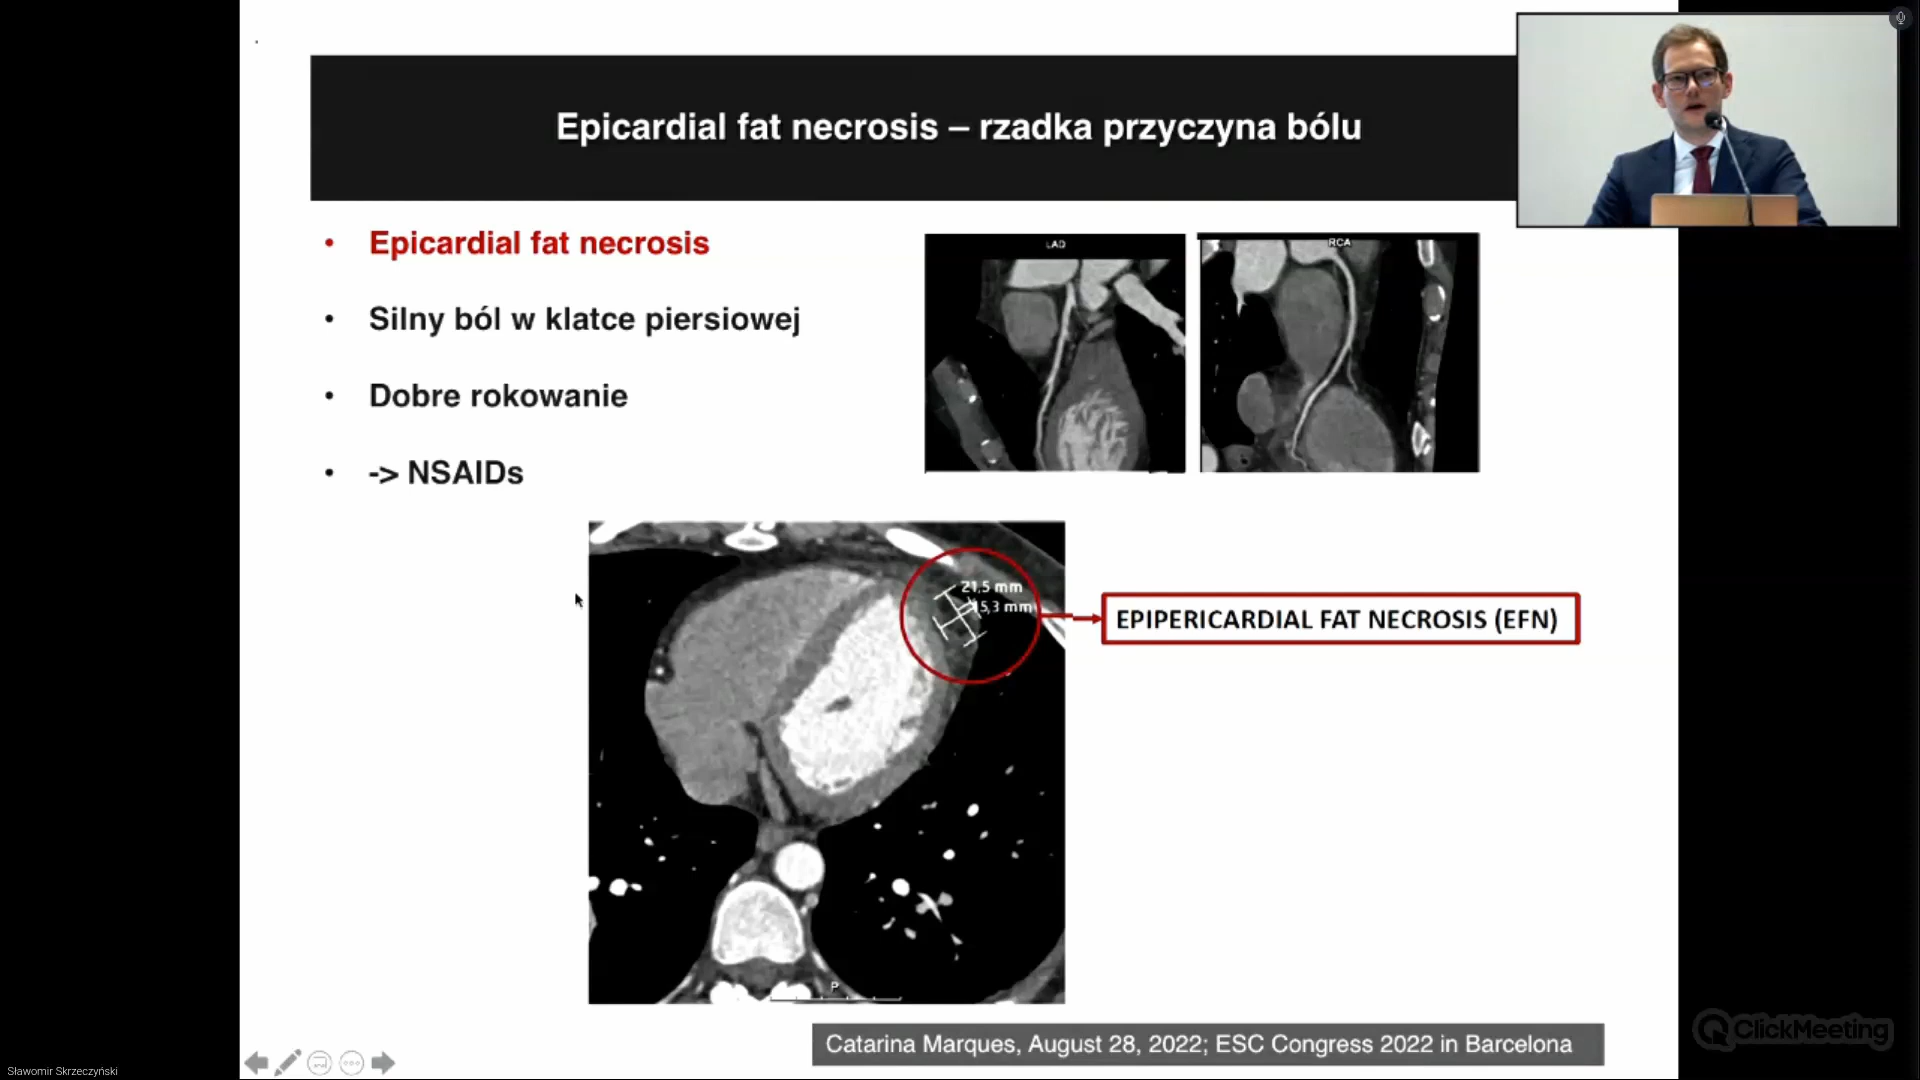 Epicardial fat necrosis – rzadka przyczyna bólu
• Epicardial fat necrosis
• Silny ból w klatce piersiowej
• Dobre rokowanie
• -> NSAIDs
LAD
RCA
21,5 mm
15,3 mm
EPIPERICARDIAL FAT NECROSIS (EFN)
P
Catarina Marques, August 28, 2022; ESC Congress 2022 in Barcelona
ClickMeeting
Sławomir Skrzeczyński